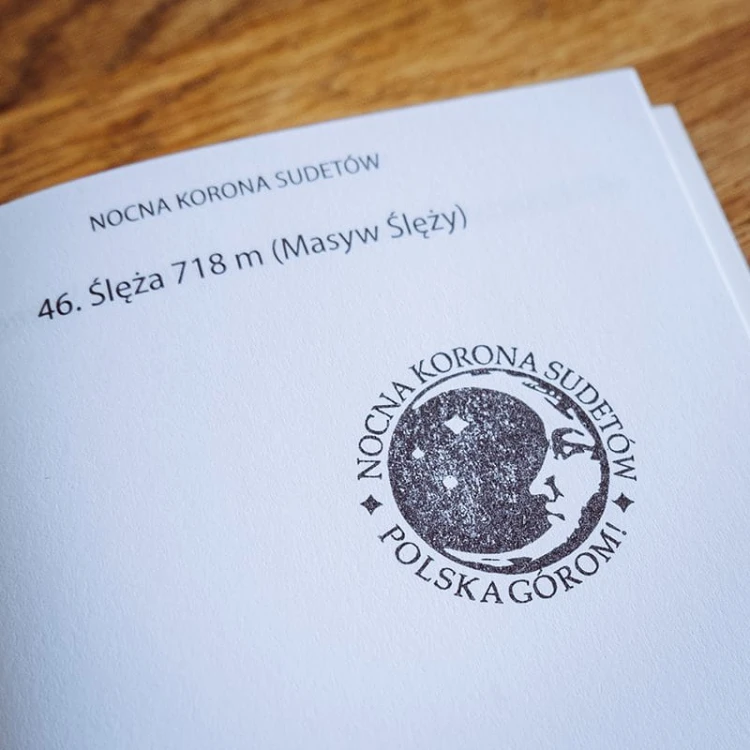 NOCNA KORONA SUDETÓW
46. Ślęża 718 m (Masyw Ślęży)
NOCNA KORONA SUDETÓW
POLSKA GÓROM!